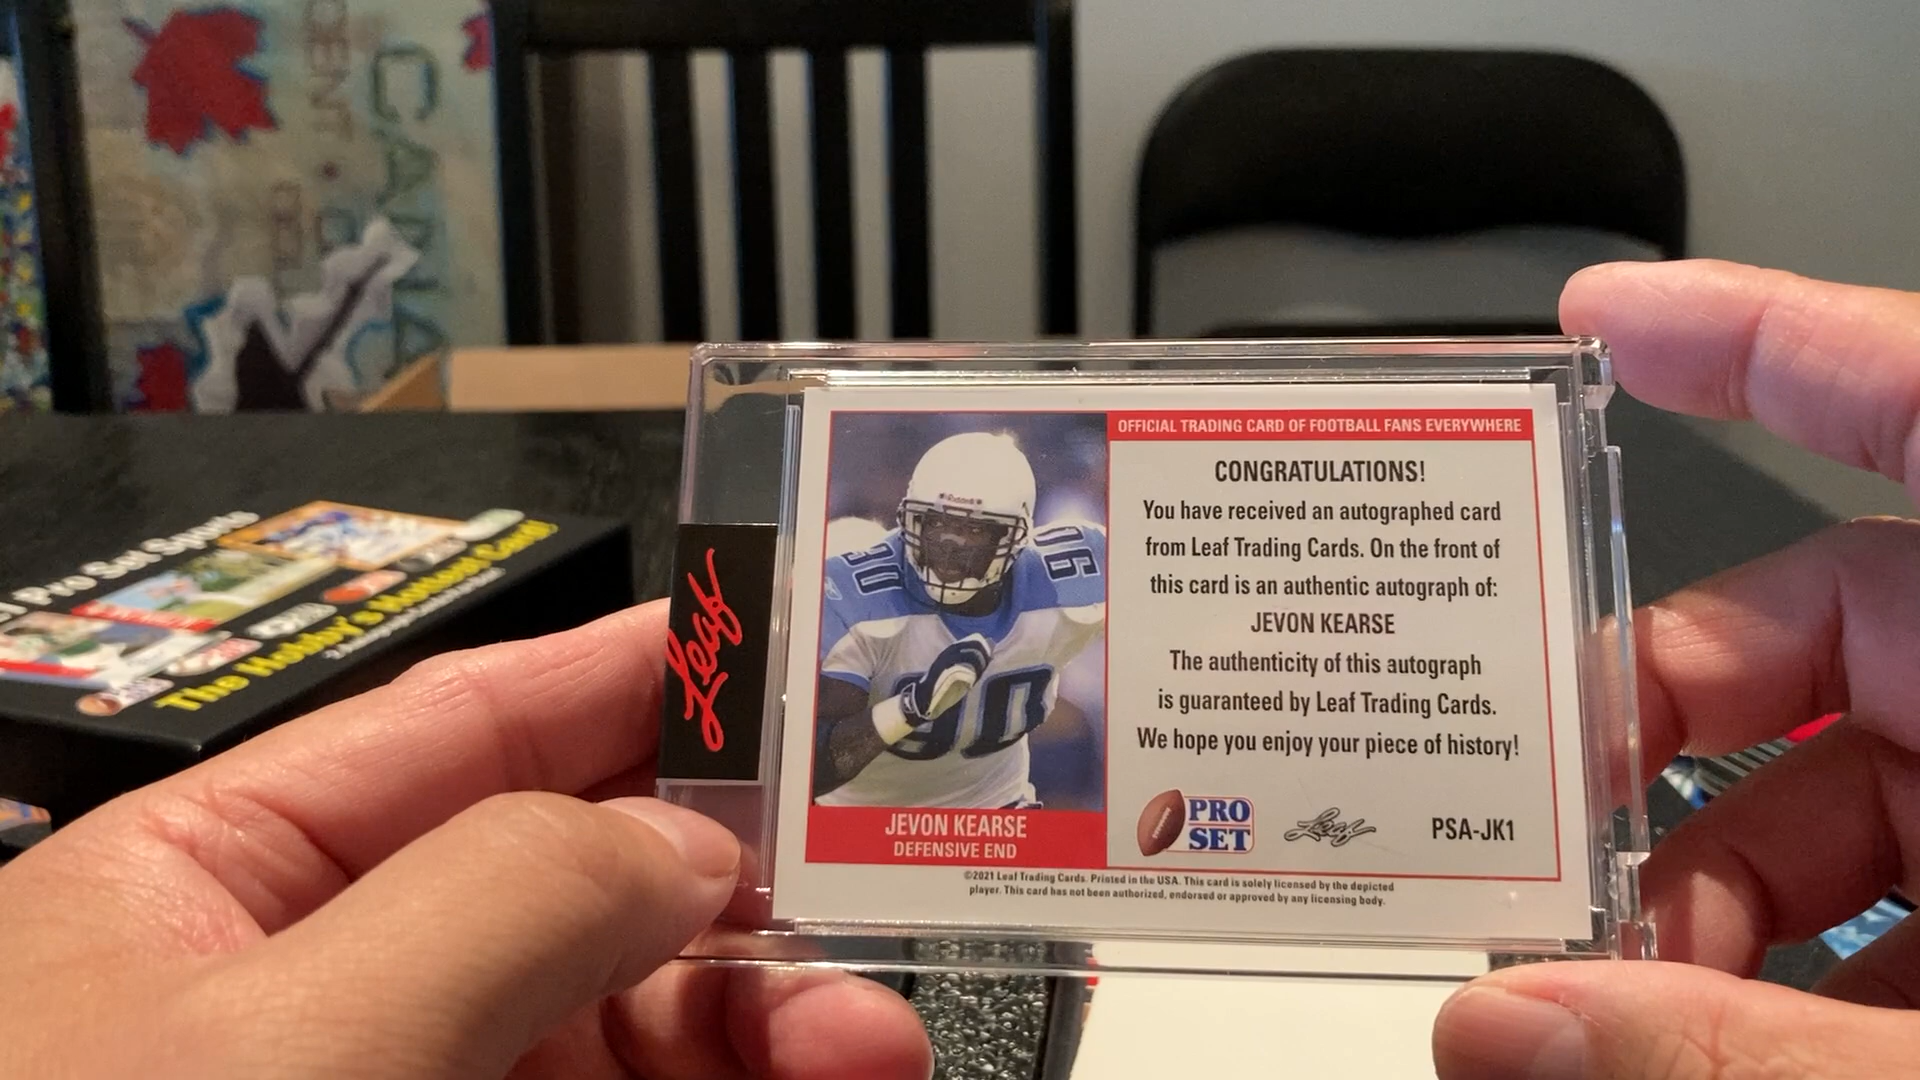 CANA
Pro Set Sports
The Hobby's Hottest Card!
Leaf
OFFICIAL TRADING CARD OF FOOTBALL FANS EVERYWHERE
CONGRATULATIONS!
You have received an autographed card
from Leaf Trading Cards. On the front of
this card is an authentic autograph of:
JEVON KEARSE
The authenticity of this autograph
is guaranteed by Leaf Trading Cards.
We hope you enjoy your piece of history!
PRO
SET
Leaf
PSA-JK1
Riddell
90
90
90
JEVON KEARSE
DEFENSIVE END
©2021 Leaf Trading Cards. Printed in the USA. This card is solely licensed by the depicted
player. This card has not been authorized, endorsed or approved by any licensing body.